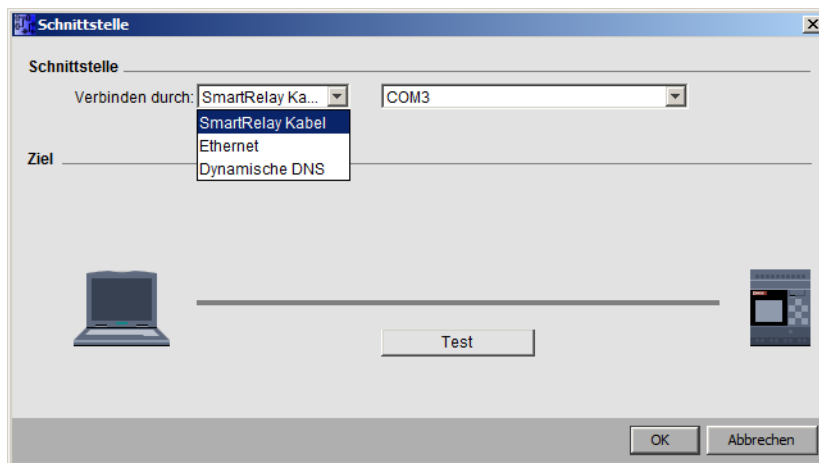 Schnittstelle
Schnittstelle
Verbinden durch: SmartRelay Ka... COM3
SmartRelay Kabel
Ethernet
Dynamische DNS
Ziel
Test
OK Abbrechen